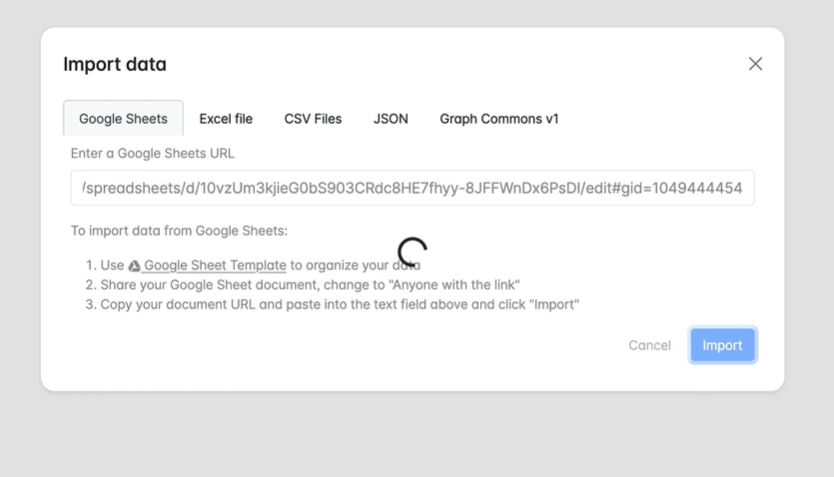 Import data
Google Sheets Excel file CSV Files JSON Graph Commons v1
Enter a Google Sheets URL
/spreadsheets/d/10vzUm3kjieG0bS903CRdc8HE7fhyy-8JFFWnDx6PsDI/edit#gid=1049444454
To import data from Google Sheets:
1. Use Google Sheet Template to organize your data
2. Share your Google Sheet document, change to "Anyone with the link"
3. Copy your document URL and paste into the text field above and click "Import"
Cancel Import